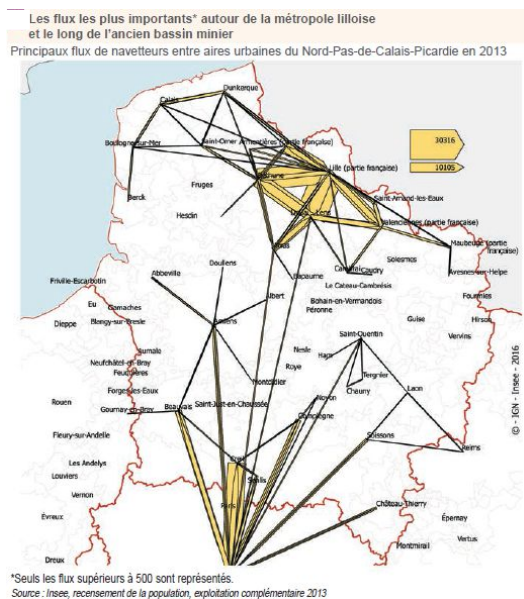 Les flux les plus importants* autour de la métropole lilloise
et le long de l'ancien bassin minier
Principaux flux de navetteurs entre aires urbaines du Nord-Pas-de-Calais-Picardie en 2013
Dunkerque
Calais
30316
Boulogne-sur-Mer
Saint-Omer
Armentières (partie française)
10105
Lille (partie française)
Fruges
Berck
Saint-Amand-les-Eaux
Hesdin
Lens
Valenciennes (partie française)
Maubeuge (partie
française)
Solesmes
Doullens
Caudry
Avesnes-sur-Helpe
Abbeville
Bapaume
Le Cateau-Cambrésis
Friville-Escarbotin
Albert
Fourmies
Eu
Gamaches
Bohain-en-Vermandois
Péronne
Dieppe
Blangy-sur-Bresle
Guise
Hirson
Saint-Quentin
Vervins
Aumale
Nesle
Ham
Neufchâtel-en-Bray
Roye
Feuquières
Tergnier
Montdidier
Chauny
Laon
Forges-les-Eaux
Noyon
Rouen
Beauvais
Saint-Just-en-Chaussée
Gournay-en-Bray
Compiègne
Fleury-sur-Andelle
Soissons
Reims
Les Andelys
Creil
Louviers
Senlis
Vernon
Paris
Château-Thierry
Évreux
Épernay
Vertus
Montmirail
Dreux
© - IGN - Insee - 2016
*Seuls les flux supérieurs à 500 sont représentés.
Source : Insee, recensement de la population, exploitation complémentaire 2013